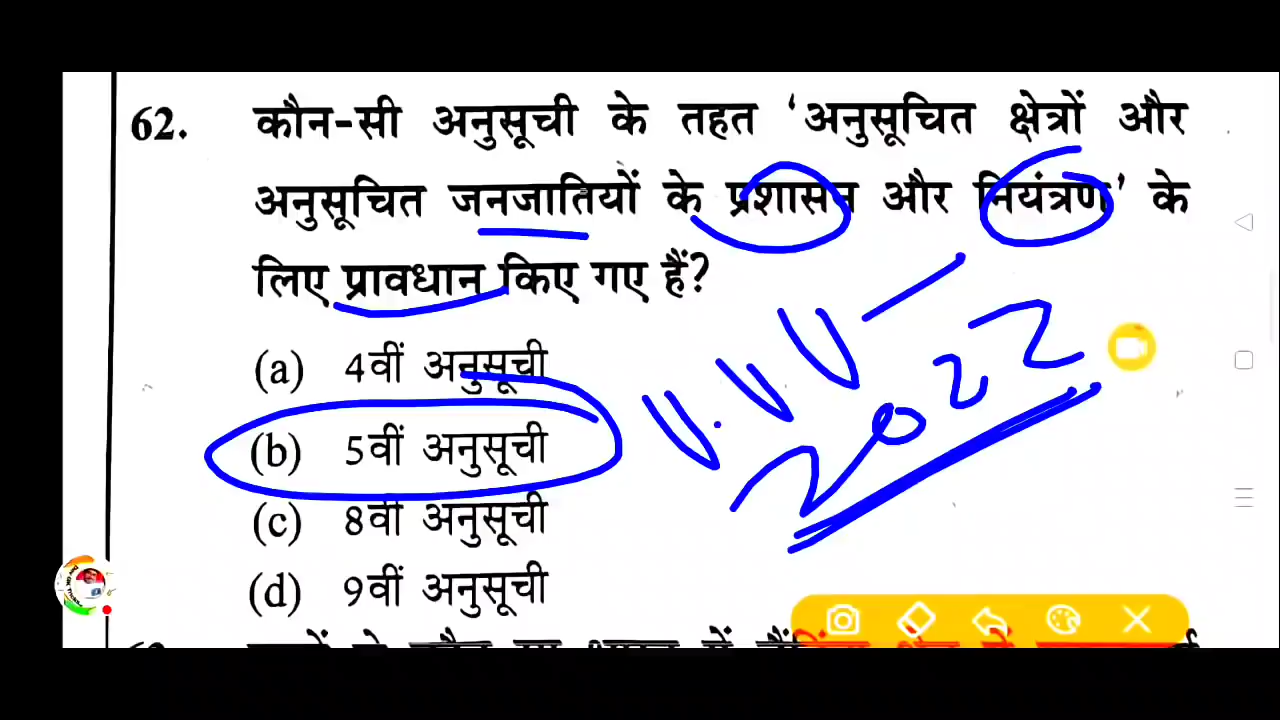 62. कौन-सी अनुसूची के तहत 'अनुसूचित क्षेत्रों और
अनुसूचित जनजातियों के प्रशासन और नियंत्रण' के
लिए प्रावधान किए गए हैं?
(a) 4वीं अनुसूची
(b) 5वीं अनुसूची
(c) 8वीं अनुसूची
(d) 9वीं अनुसूची
V.VV
2022